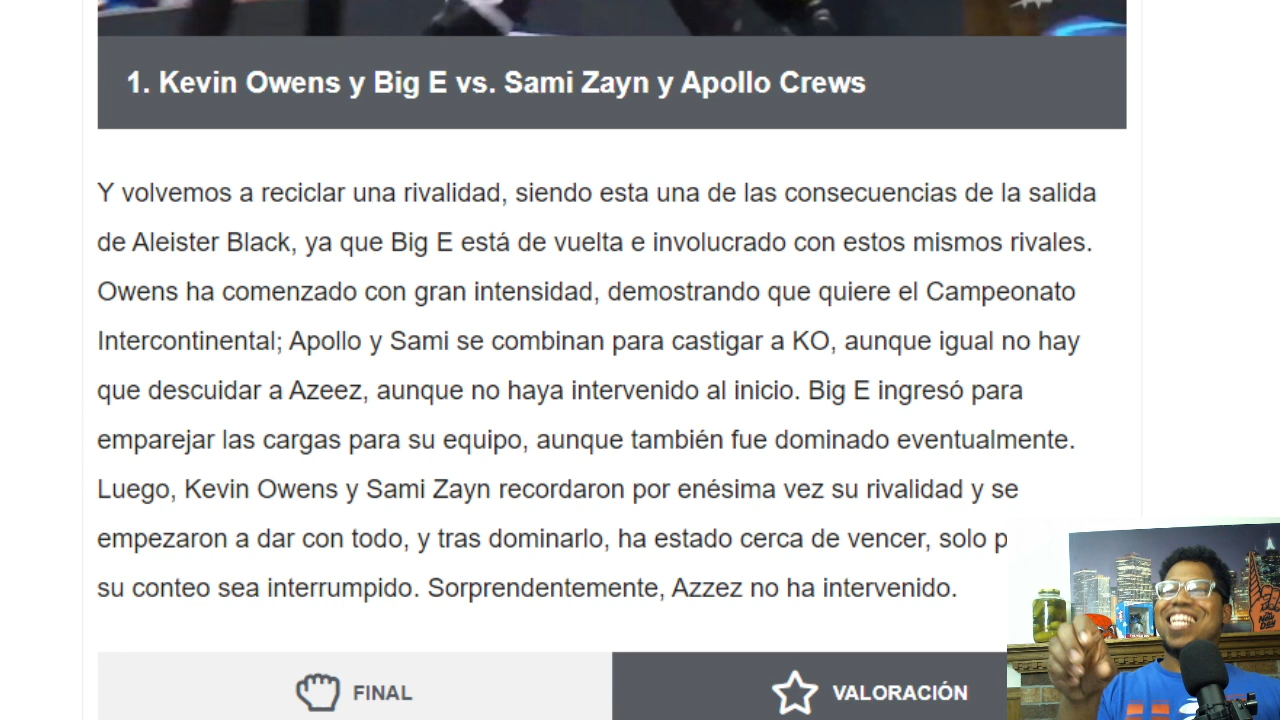 1. Kevin Owens y Big E vs. Sami Zayn y Apollo Crews
Y volvemos a reciclar una rivalidad, siendo esta una de las consecuencias de la salida
de Aleister Black, ya que Big E está de vuelta e involucrado con estos mismos rivales.
Owens ha comenzado con gran intensidad, demostrando que quiere el Campeonato
Intercontinental; Apollo y Sami se combinan para castigar a KO, aunque igual no hay
que descuidar a Azeez, aunque no haya intervenido al inicio. Big E ingresó para
emparejar las cargas para su equipo, aunque también fue dominado eventualmente.
Luego, Kevin Owens y Sami Zayn recordaron por enésima vez su rivalidad y se
empezaron a dar con todo, y tras dominarlo, ha estado cerca de vencer, solo p
su conteo sea interrumpido. Sorprendentemente, Azzez no ha intervenido.
FINAL
VALORACIÓN